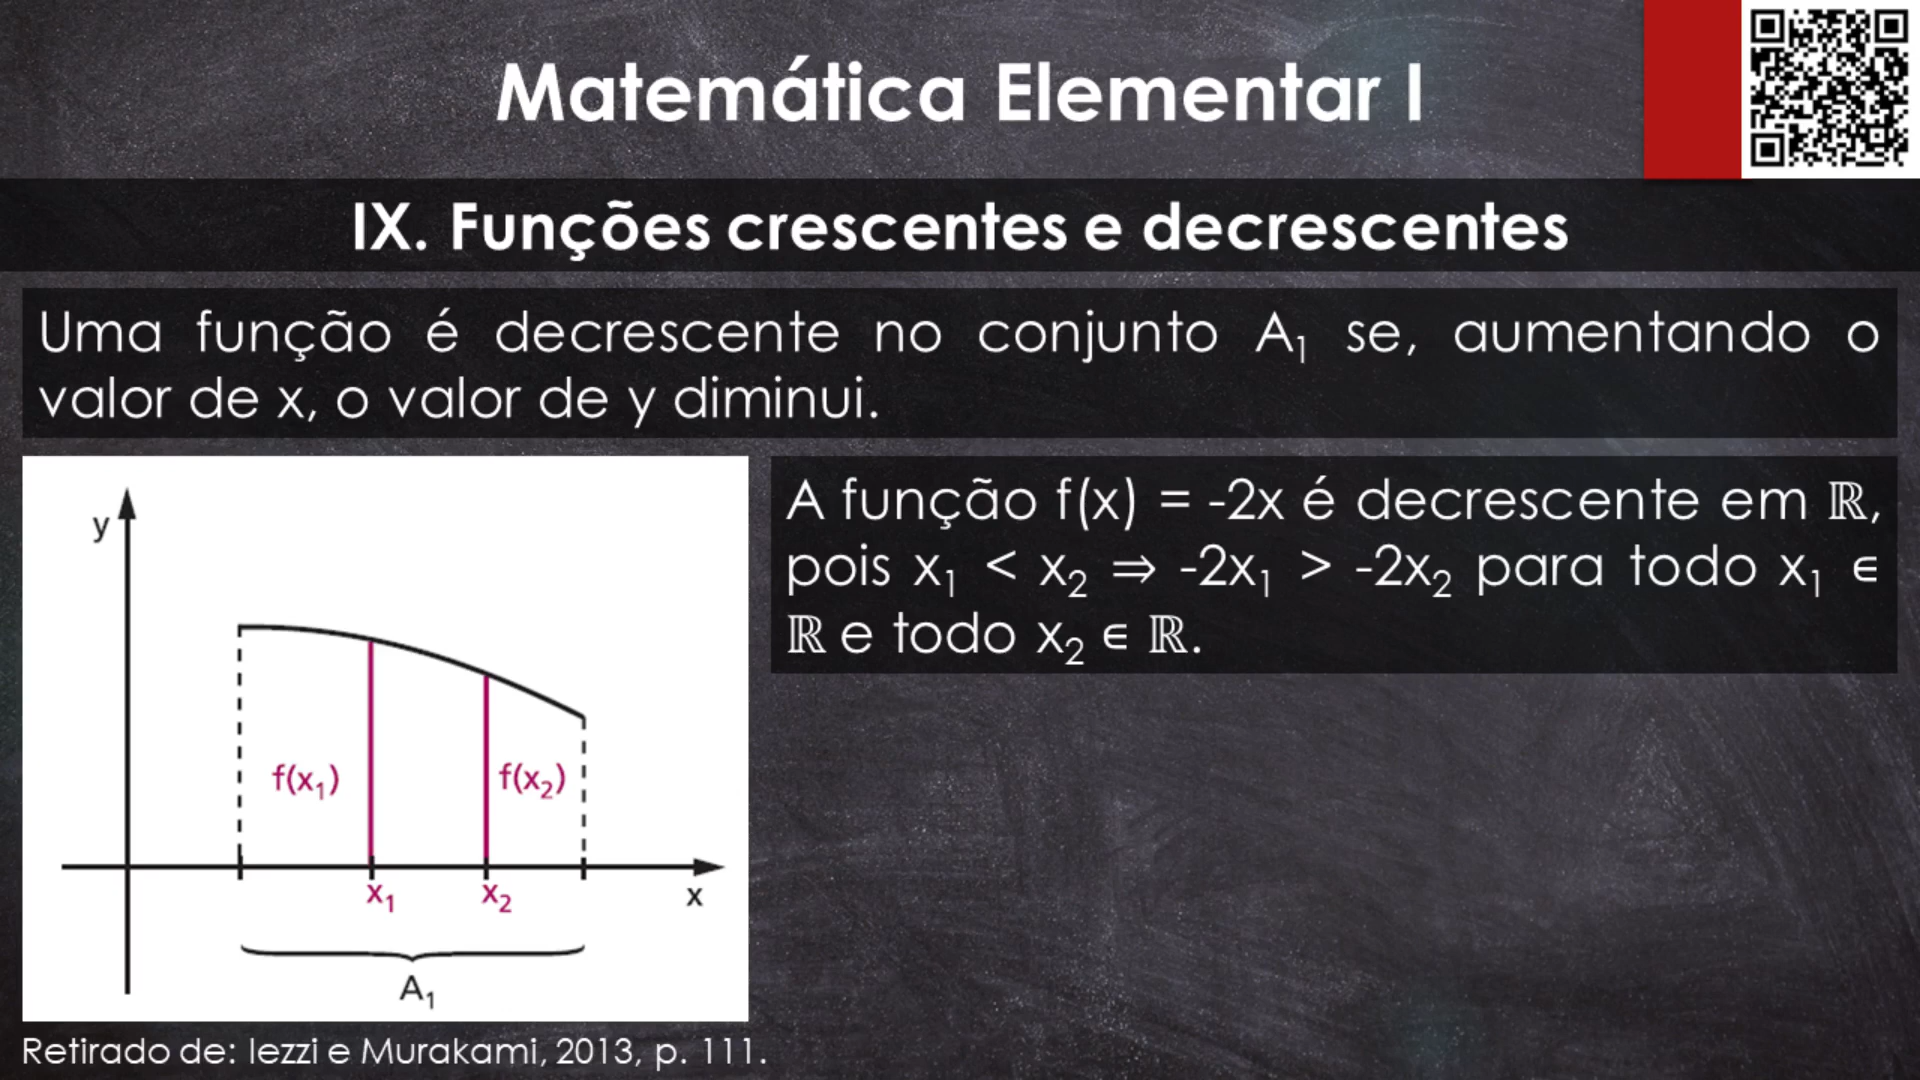 Matemática Elementar I
IX. Funções crescentes e decrescentes
Uma função é decrescente no conjunto A₁ se, aumentando o
valor de x, o valor de y diminui.
A função f(x) = -2x é decrescente em ℝ,
pois x₁ < x₂ ⇒ -2x₁ > -2x₂ para todo x₁ ∈
ℝ e todo x₂ ∈ ℝ.
y
f(x₁)
f(x₂)
x₁
x₂
x
A₁
Retirado de: Iezzi e Murakami, 2013, p. 111.